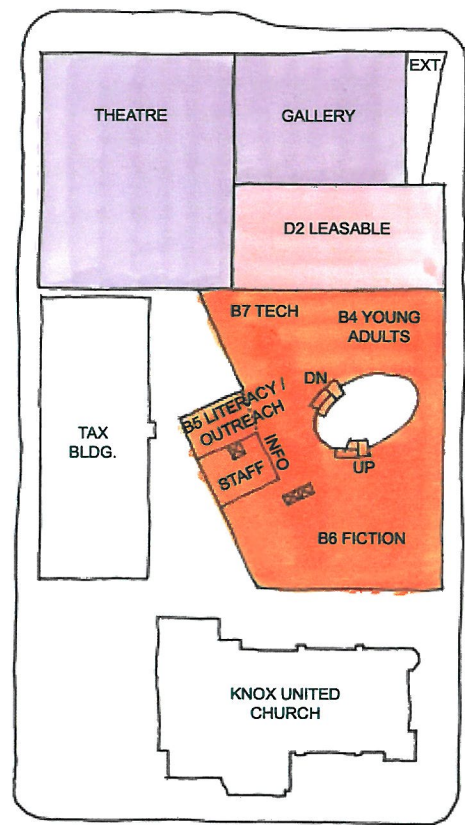 EXT.
THEATRE
GALLERY
D2 LEASABLE
B7 TECH
B4 YOUNG
ADULTS
DN
B5 LITERACY /
OUTREACH
TAX
BLDG.
INFO
STAFF
UP
B6 FICTION
KNOX UNITED
CHURCH